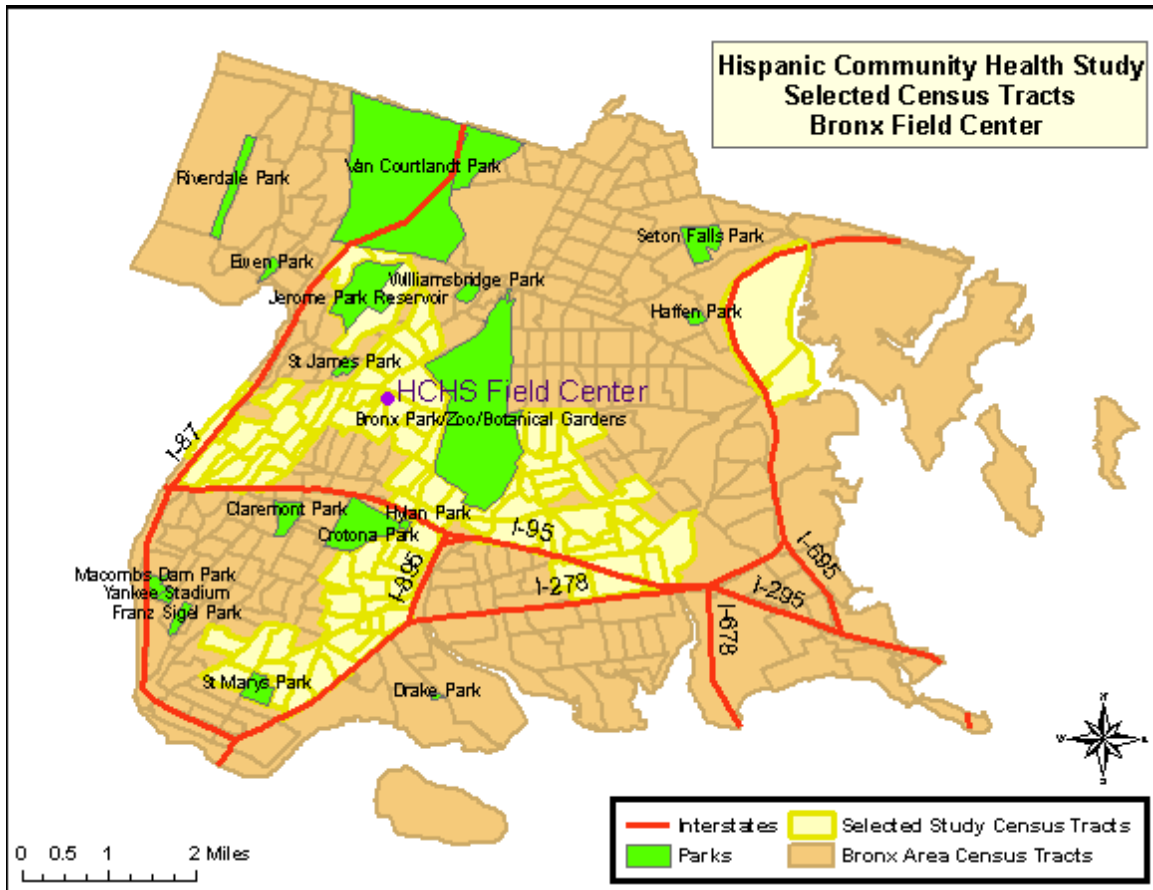 Hispanic Community Health Study
Selected Census Tracts
Bronx Field Center
Van Courtlandt Park
Riverdale Park
Seton Falls Park
Ewen Park
Williamsbridge Park
Jerome Park Reservoir
Haffen Park
St James Park
HCHS Field Center
Bronx Park/Zoo/Botanical Gardens
I-87
Claremont Park
Hylan Park
Crotona Park
I-95
I-895
I-278
I-695
I-295
I-678
Macombs Dam Park
Yankee Stadium
Franz Sigel Park
St Marys Park
Drake Park
N
W
E
S
Interstates
Selected Study Census Tracts
Parks
Bronx Area Census Tracts
0 0.5 1 2 Miles